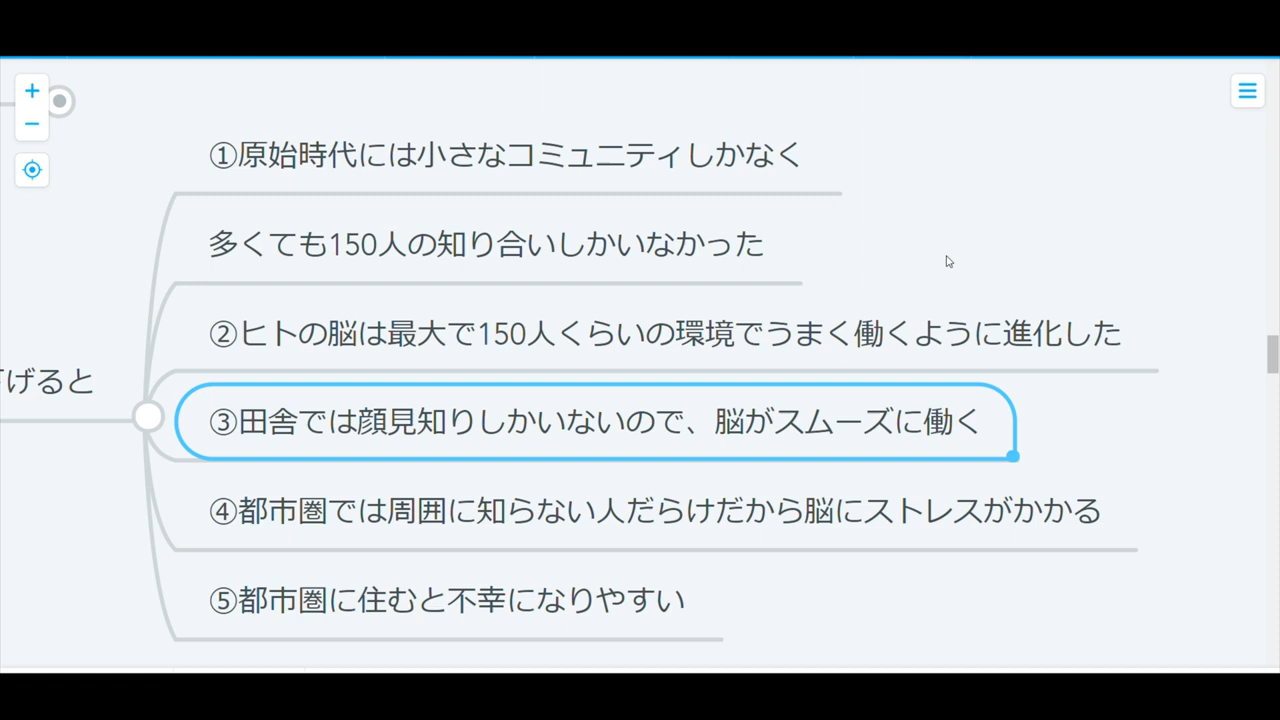 ①原始時代には小さなコミュニティしかなく
多くても150人の知り合いしかいなかった
②ヒトの脳は最大で150人くらいの環境でうまく働くように進化した
げると
③田舎では顔見知りしかいないので、脳がスムーズに働く
④都市圏では周囲に知らない人だらけだから脳にストレスがかかる
⑤都市圏に住むと不幸になりやすい